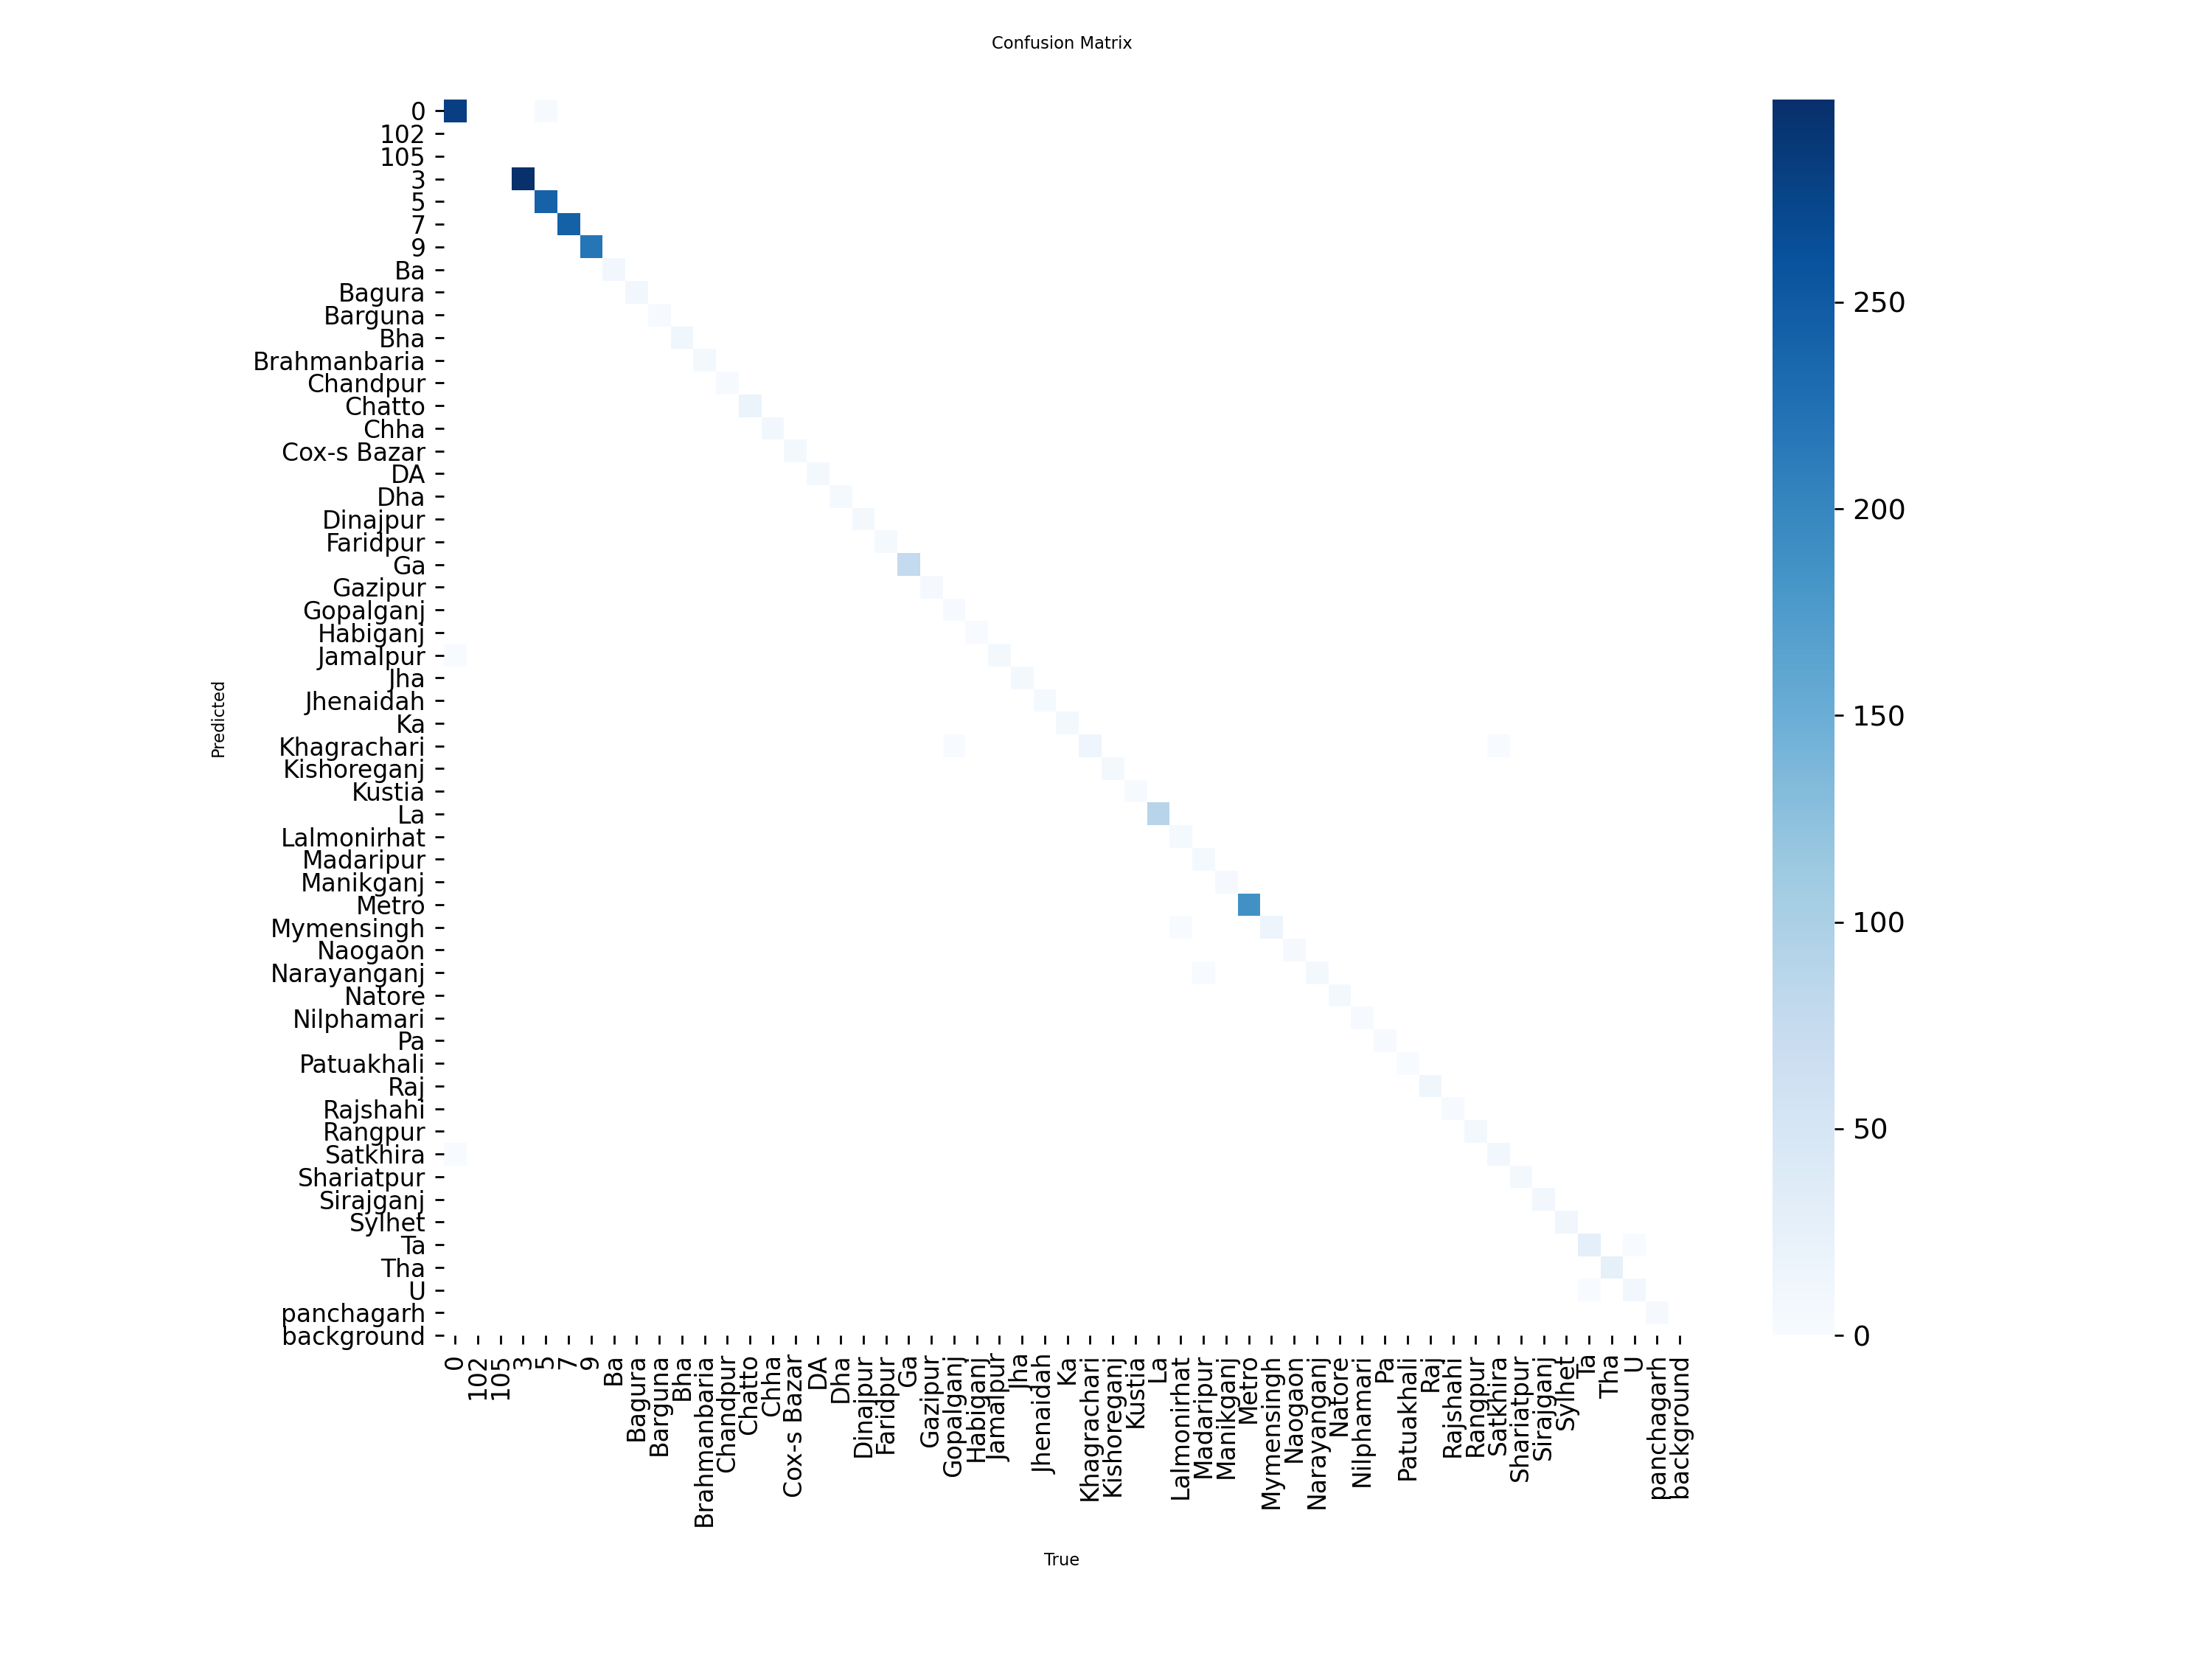 Confusion Matrix
Predicted
0
102
105
3
5
7
9
Ba
Bagura
Barguna
Bha
Brahmanbaria
Chandpur
Chatto
Chha
Cox-s Bazar
DA
Dha
Dinajpur
Faridpur
Ga
Gazipur
Gopalganj
Habiganj
Jamalpur
Jha
Jhenaidah
Ka
Khagrachari
Kishoreganj
Kustia
La
Lalmonirhat
Madaripur
Manikganj
Metro
Mymensingh
Naogaon
Narayanganj
Natore
Nilphamari
Pa
Patuakhali
Raj
Rajshahi
Rangpur
Satkhira
Shariatpur
Sirajganj
Sylhet
Ta
Tha
U
panchagarh
background
0
102
105
3
5
7
9
Ba
Bagura
Barguna
Bha
Brahmanbaria
Chandpur
Chatto
Chha
Cox-s Bazar
DA
Dha
Dinajpur
Faridpur
Ga
Gazipur
Gopalganj
Habiganj
Jamalpur
Jha
Jhenaidah
Ka
Khagrachari
Kishoreganj
Kustia
La
Lalmonirhat
Madaripur
Manikganj
Metro
Mymensingh
Naogaon
Narayanganj
Natore
Nilphamari
Pa
Patuakhali
Raj
Rajshahi
Rangpur
Satkhira
Shariatpur
Sirajganj
Sylhet
Ta
Tha
U
panchagarh
background
True
250
200
150
100
50
0